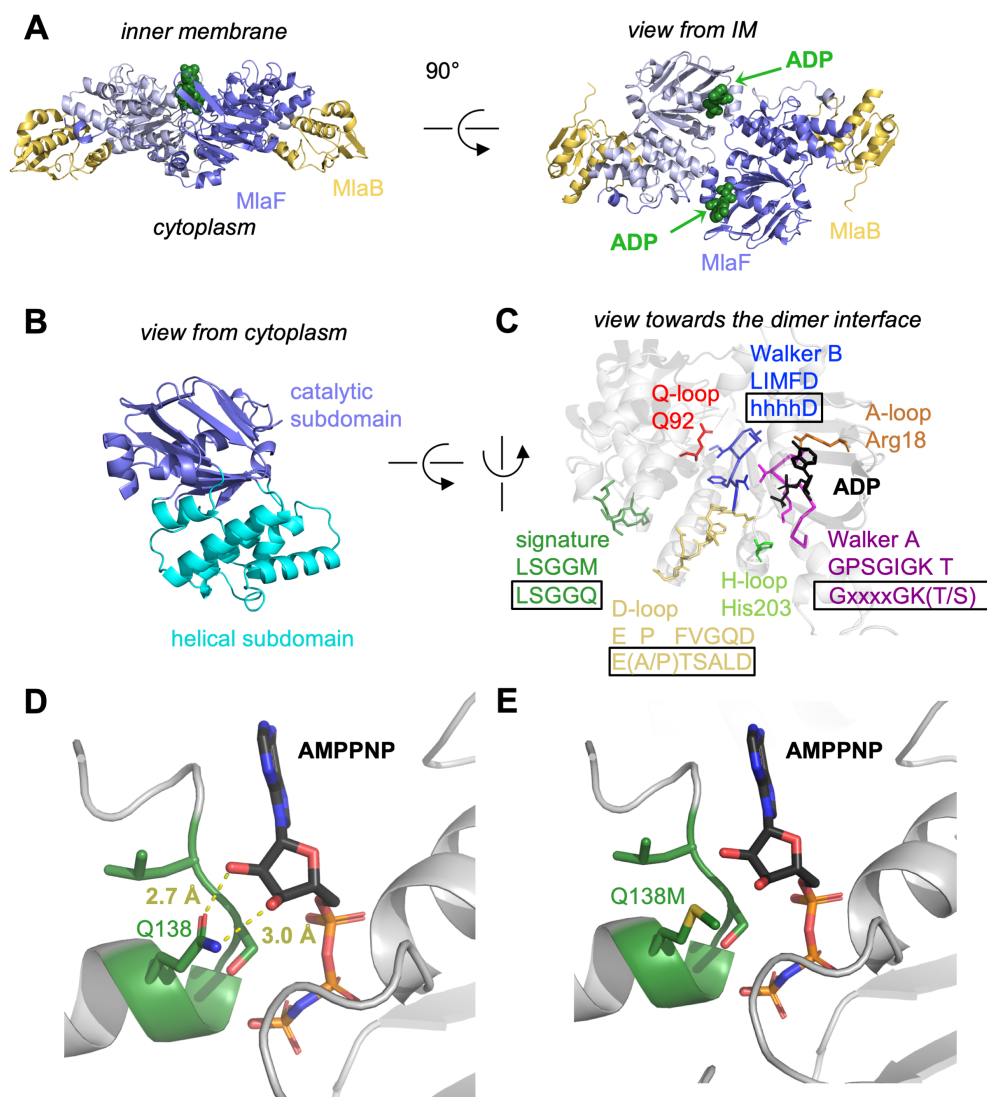 A
inner membrane
90°
view from IM
ADP
MlaF
MlaB
cytoplasm
ADP
MlaF
MlaB
B
view from cytoplasm
catalytic
subdomain
helical subdomain
C
view towards the dimer interface
Walker B
LIMFD
hhhhD
Q-loop
Q92
A-loop
Arg18
ADP
signature
LSGGM
LSGGQ
Walker A
GPSGIGK T
GxxxxGK(T/S)
H-loop
His203
D-loop
E P FVGQD
E(A/P)TSALD
D
AMPPNP
2.7 Å
Q138
3.0 Å
E
AMPPNP
Q138M